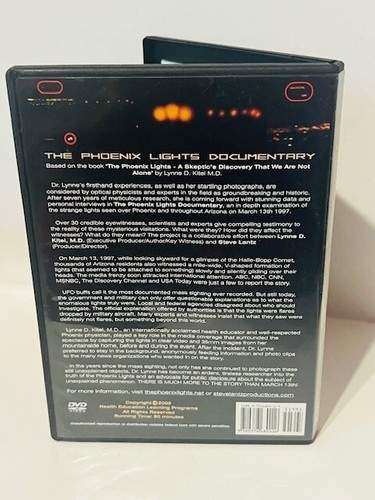 THE PHOENIX LIGHTS DOCUMENTARY
Based on the book 'The Phoenix Lights - A Skeptic's Discovery That We Are Not
Alone' by Lynne D. Kitei M.D.
Dr. Lynne's firsthand experiences, as well as her startling photographs, are
considered by optical physicists and experts in the field as groundbreaking and historic.
After seven years of meticulous research, she is coming forward with stunning data and
personal interviews in The Phoenix Lights Documentary, an in depth examination of
the strange lights seen over Phoenix and throughout Arizona on March 13th 1997.
Over 30 credible eyewitnesses, scientists and experts give compelling testimony to
the reality of these mysterious visitations. What were they? How did they affect the
witnesses? What do they mean? The project is a collaborative effort between Lynne D.
Kitei, M.D. (Executive Producer/Author/Key Witness) and Steve Lantz
(Producer/Director).
On March 13, 1997, while looking skyward for a glimpse of the Halle-Bopp Comet,
thousands of Arizona residents also witnessed a mile-wide, V-shaped formation of
lights (that seemed to be attached to something) slowly and silently gliding over their
heads. The media frenzy soon attracted international attention. ABC, NBC, CNN,
MSNBC, The Discovery Channel and USA Today were just a few to report the story.
UFO buffs call it the most documented mass sighting ever recorded. But still today,
the government and military can only offer questionable explanations as to what the
anomalous lights truly were. Local and federal agencies disagreed about who should
investigate. The official explanation offered by authorities is that the lights were flares
dropped by military aircraft. Many experts and witnesses insist that what they saw were
definitely not flares, but something beyond this world.
Lynne D. Kitei, M.D., an internationally acclaimed health educator and well-respected
Phoenix physician, played a key role in the media coverage that surrounded the
spectacle by capturing the lights in clear video and 35mm images from her
mountainside home, before and during the event. After the incident, Dr. Lynne
preferred to stay in the background, anonymously feeding information and photo clips
to the many news organizations who wanted in on the story.
In the years since the mass sighting, not only has she continued to photograph these
still unexplained objects, Dr. Lynne has become an ardent, tireless researcher into the
truth of the Phoenix Lights and an advocate for public disclosure about the subject of
unexplained phenomenon. THERE IS MUCH MORE TO THE STORY THAN MARCH 13TH!
For more information, visit thephoenixlights.net or stevelantzproductions.com
DVD
VIDEO
Health Education Learning Programs
All Rights Reserved
Unauthorized reproduction or distribution violates federal laws with severe penalties.